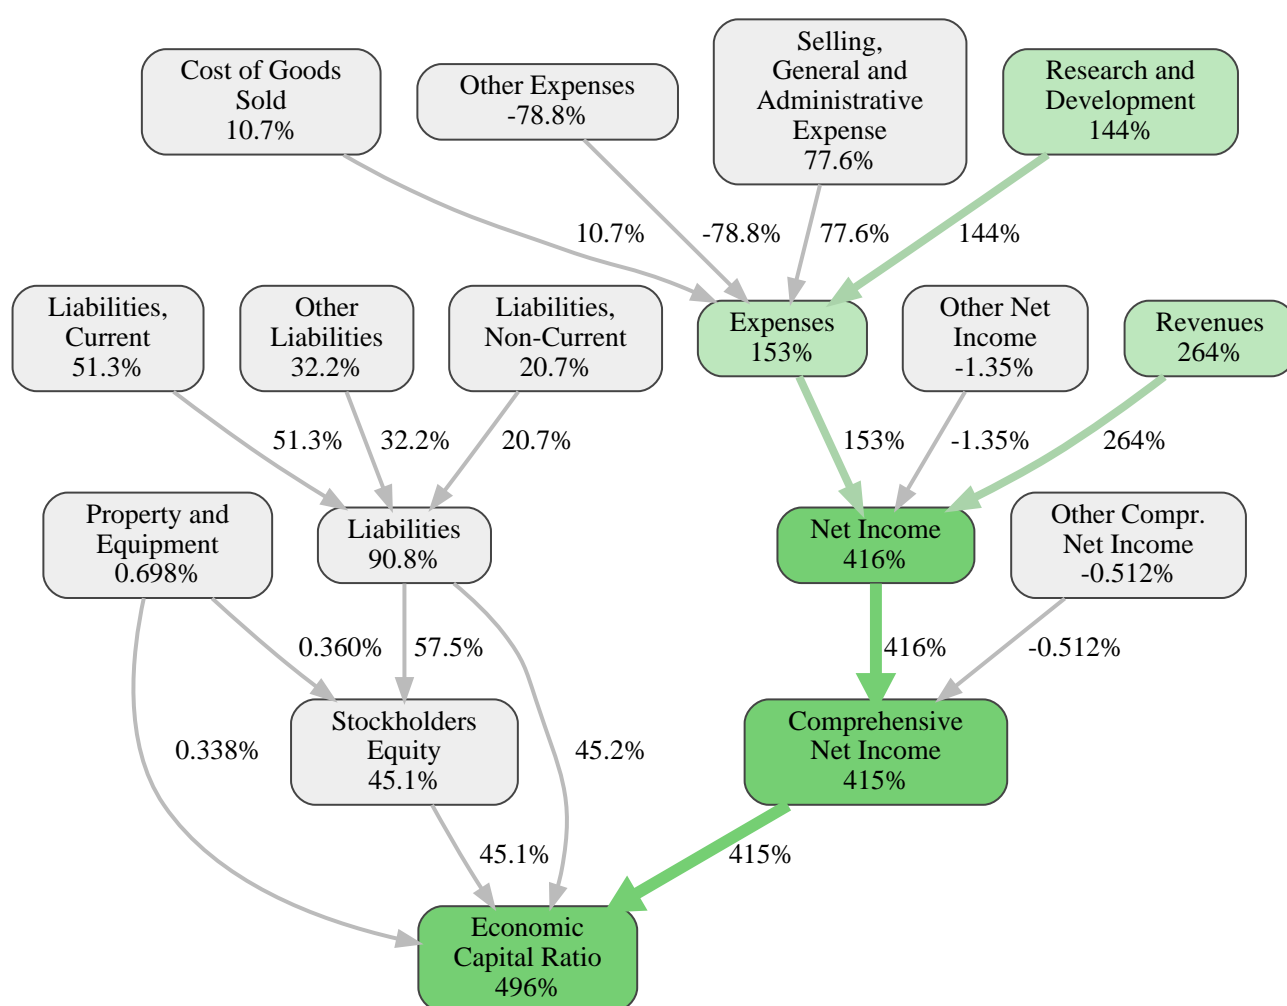 Cost of Goods
Sold
10.7%
Other Expenses
-78.8%
Selling,
General and
Administrative
Expense
77.6%
Research and
Development
144%
10.7%
-78.8%
77.6%
144%
Liabilities,
Current
51.3%
Other
Liabilities
32.2%
Liabilities,
Non-Current
20.7%
Expenses
153%
Other Net
Income
-1.35%
Revenues
264%
51.3%
32.2%
20.7%
153%
-1.35%
264%
Property and
Equipment
0.698%
Liabilities
90.8%
Net Income
416%
Other Compr.
Net Income
-0.512%
0.360%
57.5%
416%
-0.512%
0.338%
Stockholders
Equity
45.1%
45.2%
Comprehensive
Net Income
415%
45.1%
415%
Economic
Capital Ratio
496%